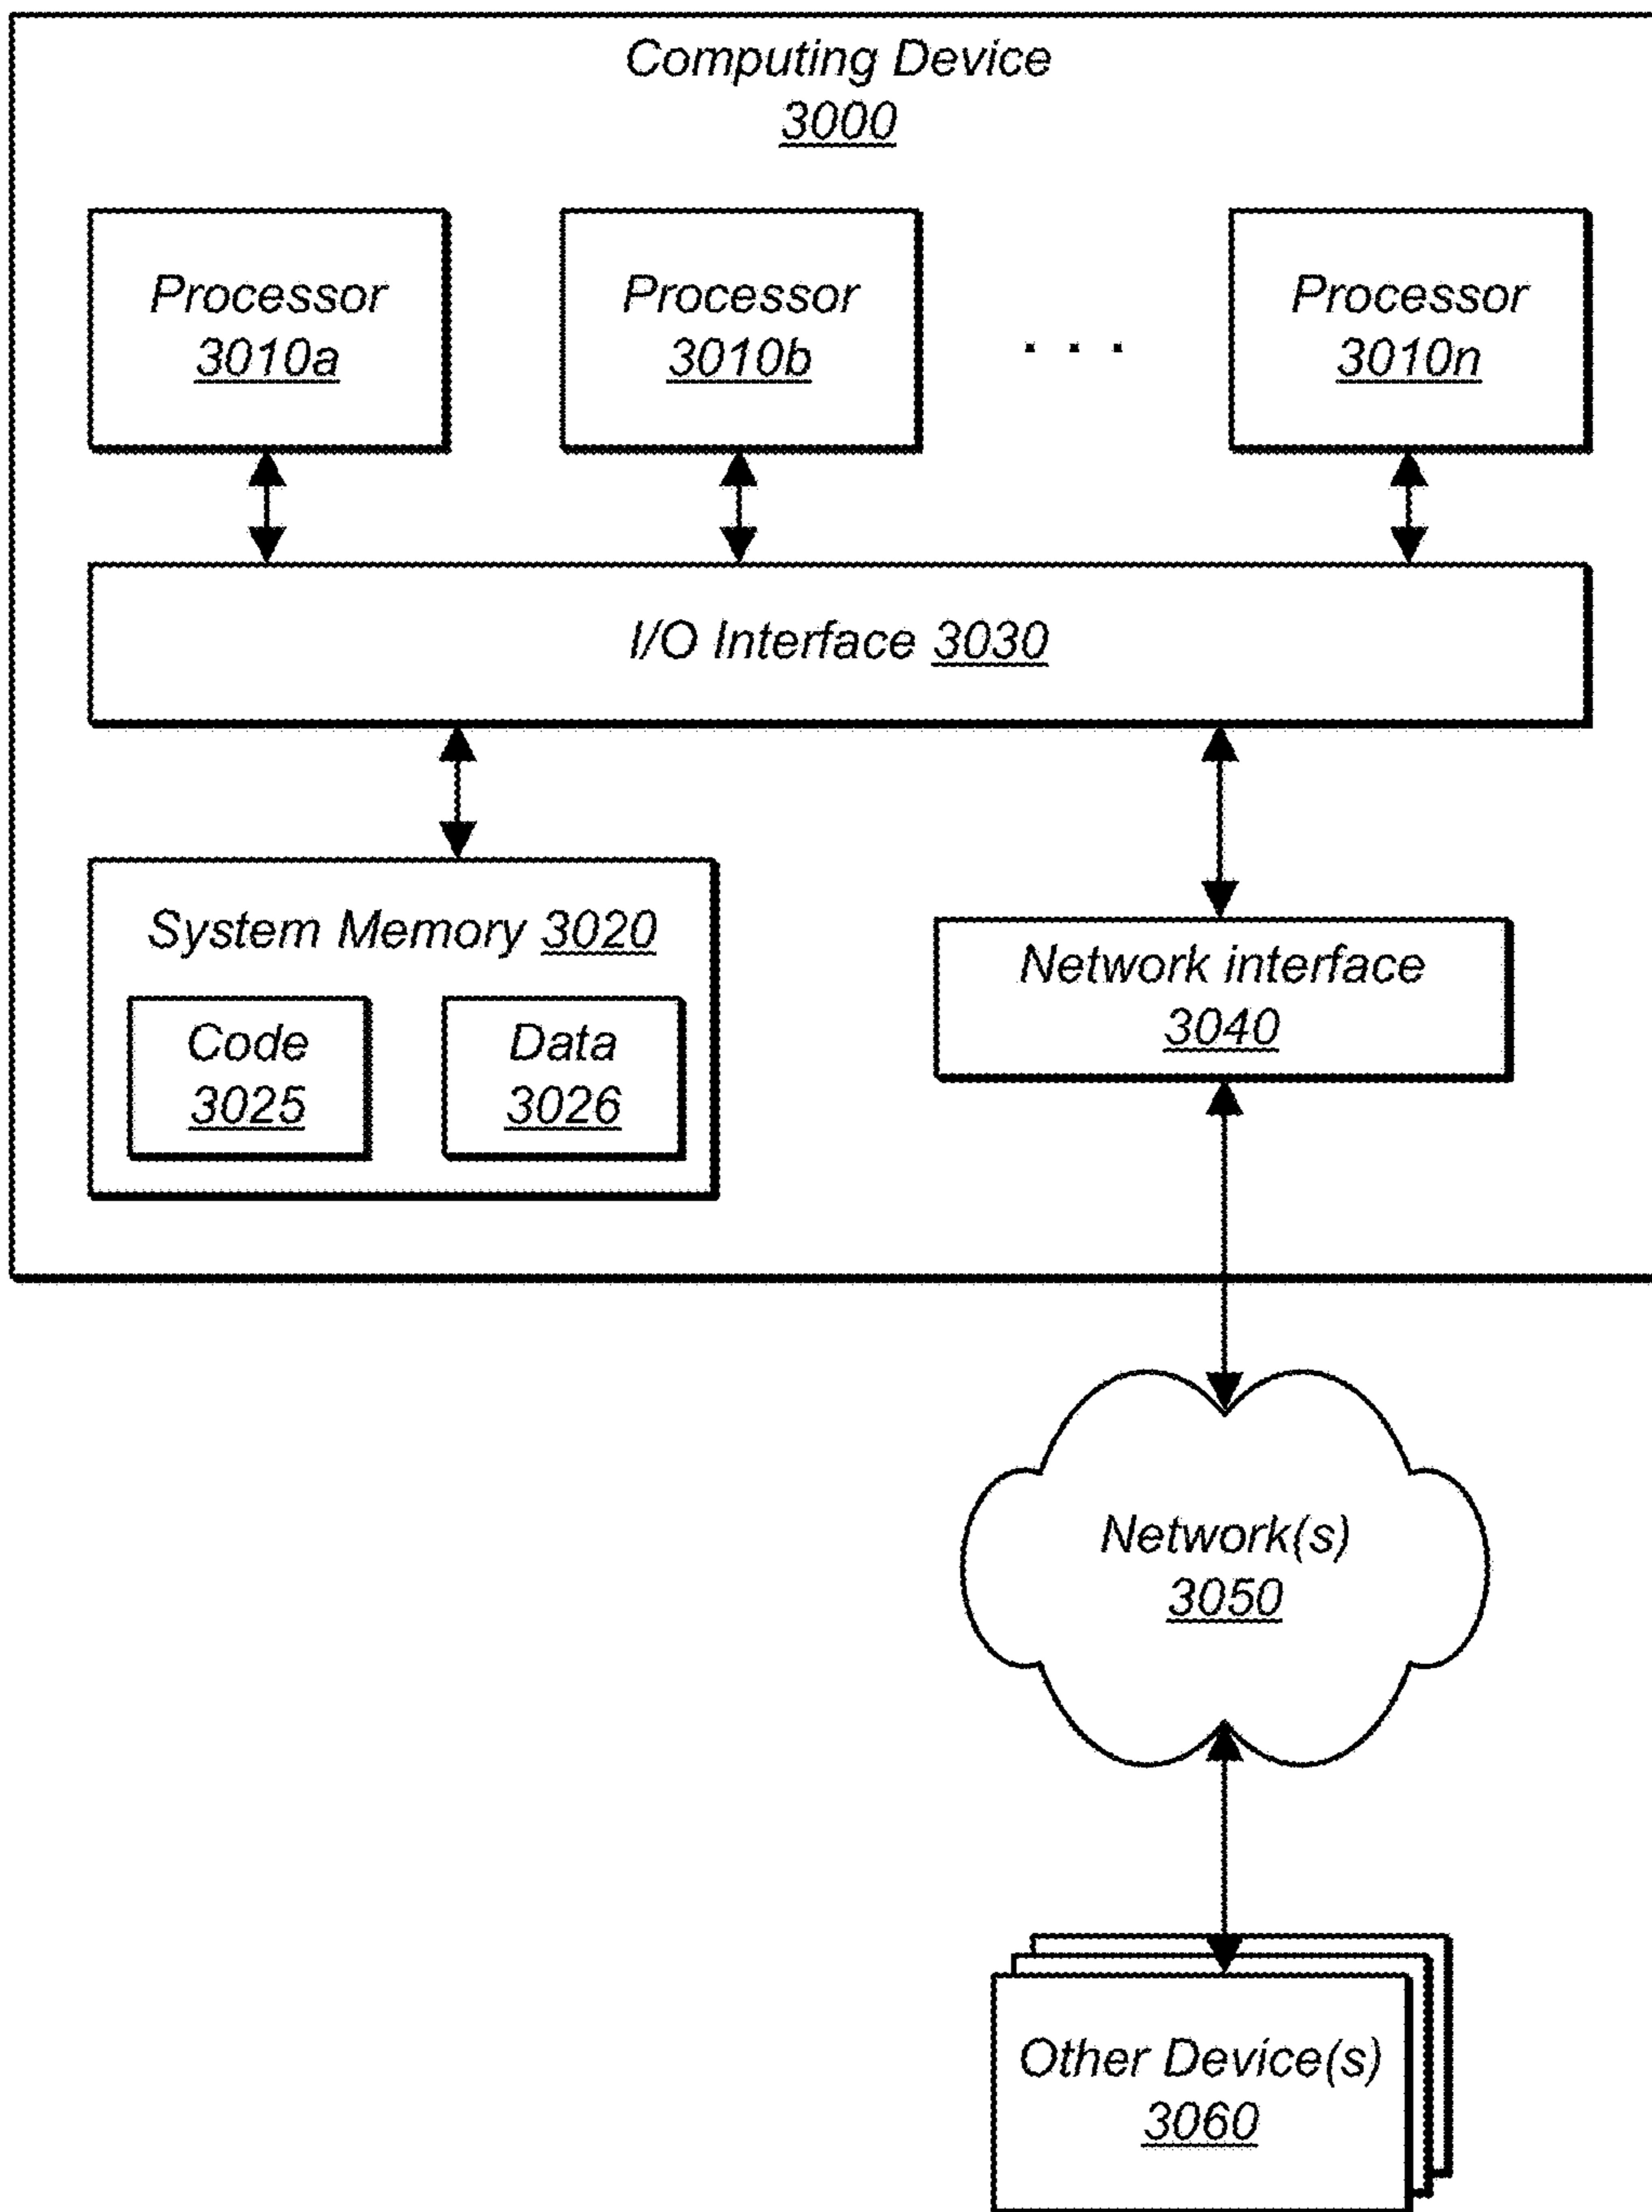 Computing Device
3000
Processor
3010a
Processor
3010b
. . .
Processor
3010n
I/O Interface 3030
System Memory 3020
Code
3025
Data
3026
Network interface
3040
Network(s)
3050
Other Device(s)
3060